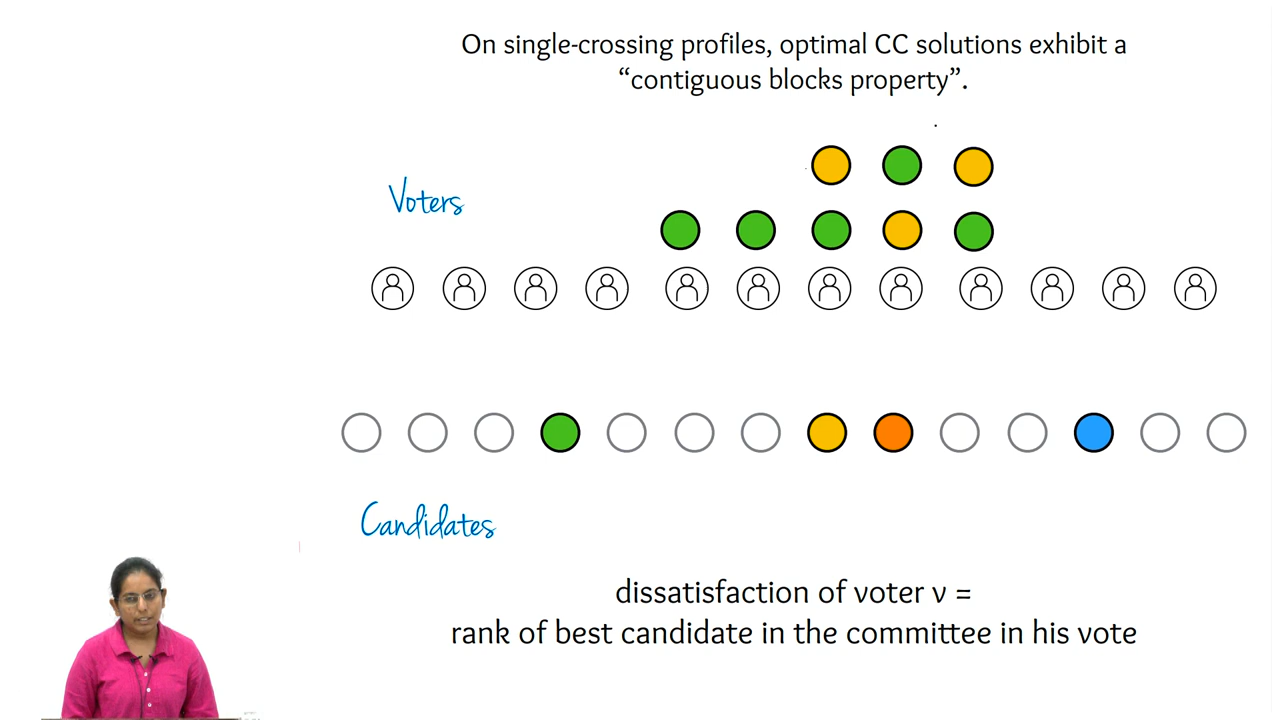 On single-crossing profiles, optimal CC solutions exhibit a
“contiguous blocks property”.
Voters
Candidates
dissatisfaction of voter v =
rank of best candidate in the committee in his vote